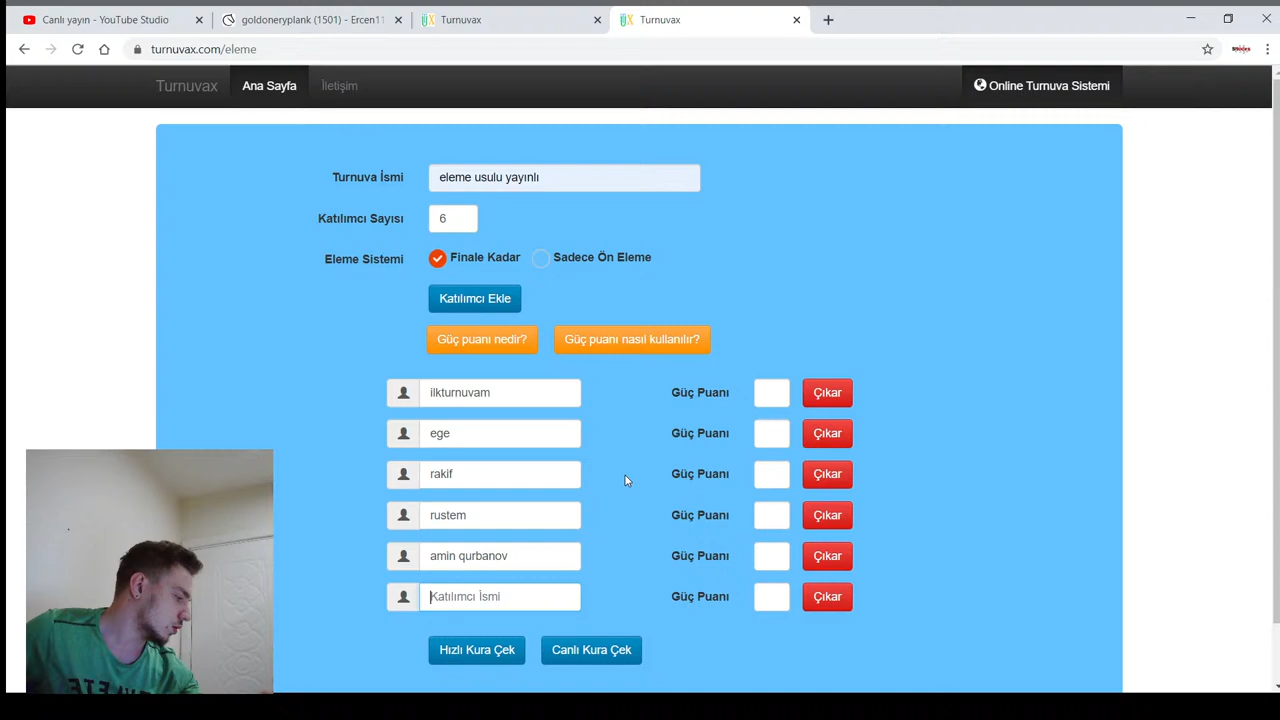 Canlı yayın - YouTube Studio
goldoneryplank (1501) - Ercen11
Turnuvax
Turnuvax
turnuvax.com/eleme
Turnuvax Ana Sayfa İletişim Online Turnuva Sistemi
Turnuva İsmi eleme usulu yayınlı
Katılımcı Sayısı 6
Eleme Sistemi Finale Kadar Sadece Ön Eleme
Katılımcı Ekle
Güç puanı nedir? Güç puanı nasıl kullanılır?
ilkturnuvam Güç Puanı Çıkar
ege Güç Puanı Çıkar
rakif Güç Puanı Çıkar
rustem Güç Puanı Çıkar
amin qurbanov Güç Puanı Çıkar
Katılımcı İsmi Güç Puanı Çıkar
Hızlı Kura Çek Canlı Kura Çek